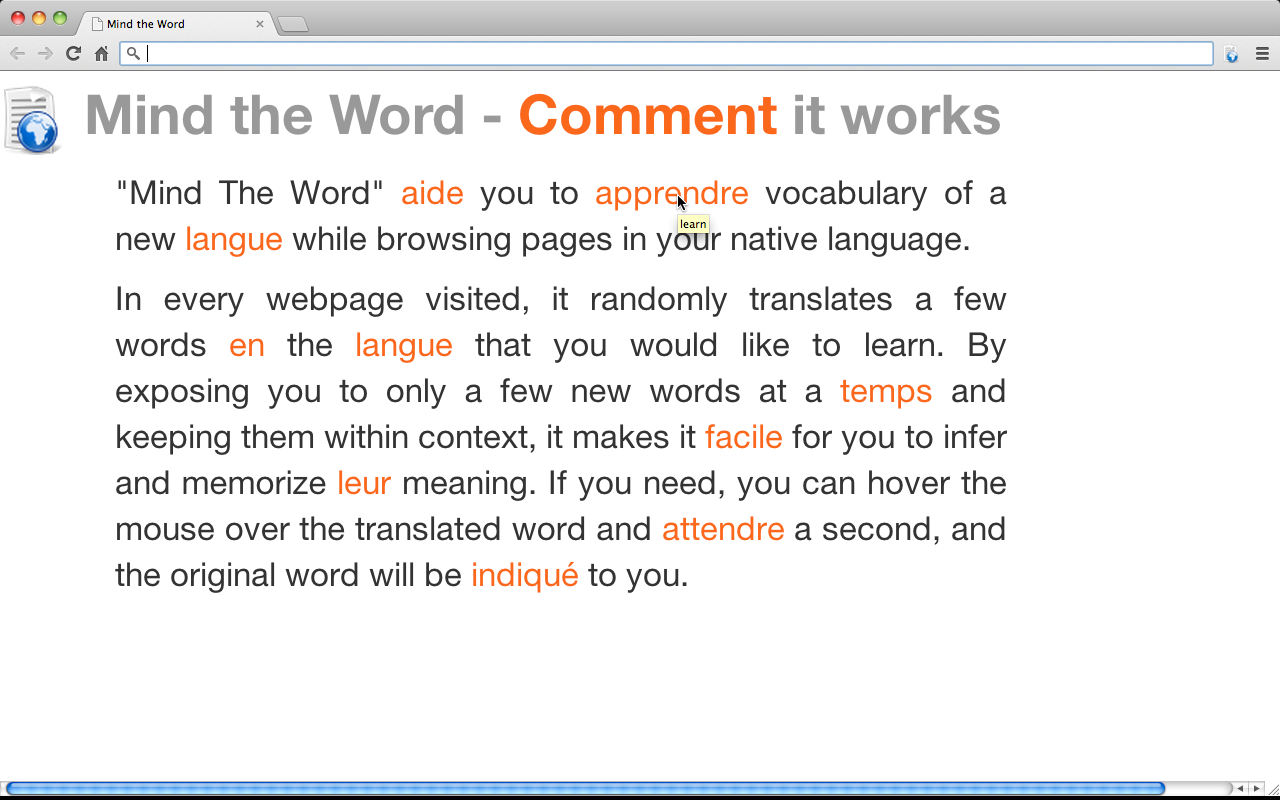 Mind the Word
Mind the Word - Comment it works
"Mind The Word" aide you to apprendre vocabulary of a
learn
new langue while browsing pages in your native language.
In every webpage visited, it randomly translates a few
words en the langue that you would like to learn. By
exposing you to only a few new words at a temps and
keeping them within context, it makes it facile for you to infer
and memorize leur meaning. If you need, you can hover the
mouse over the translated word and attendre a second, and
the original word will be indiqué to you.